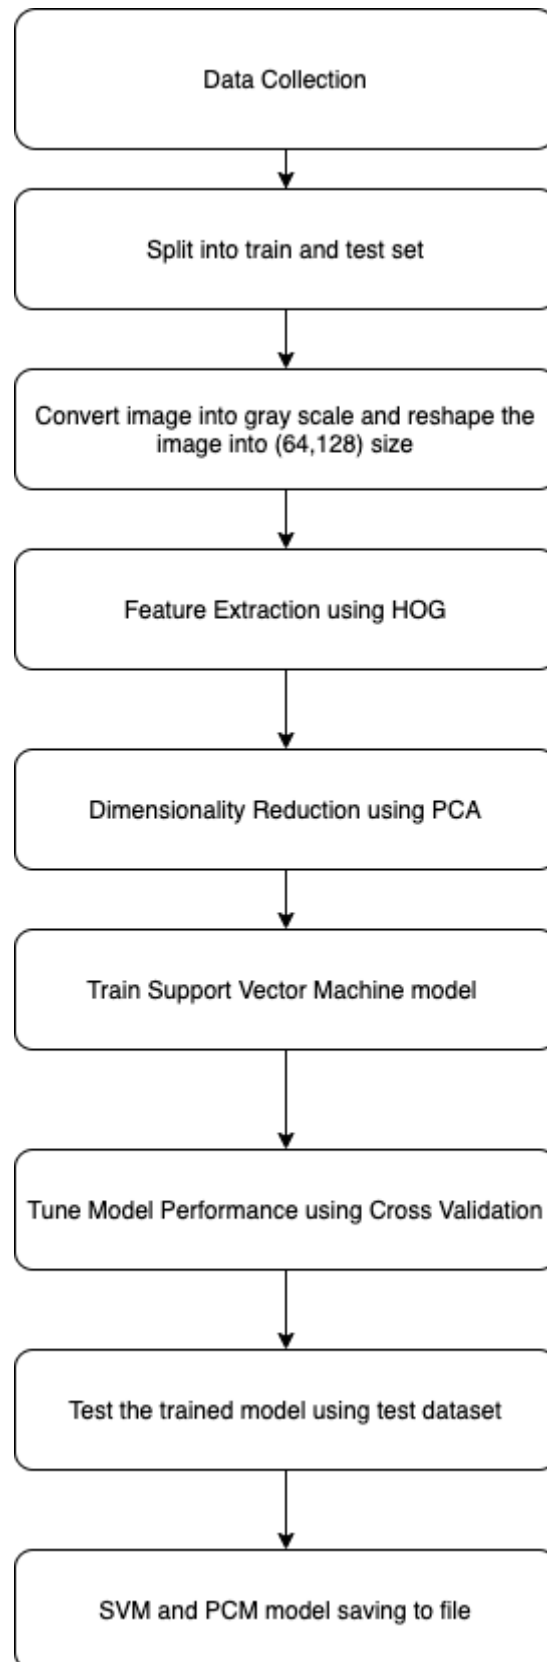 Data Collection
Split into train and test set
Convert image into gray scale and reshape the
image into (64,128) size
Feature Extraction using HOG
Dimensionality Reduction using PCA
Train Support Vector Machine model
Tune Model Performance using Cross Validation
Test the trained model using test dataset
SVM and PCM model saving to file